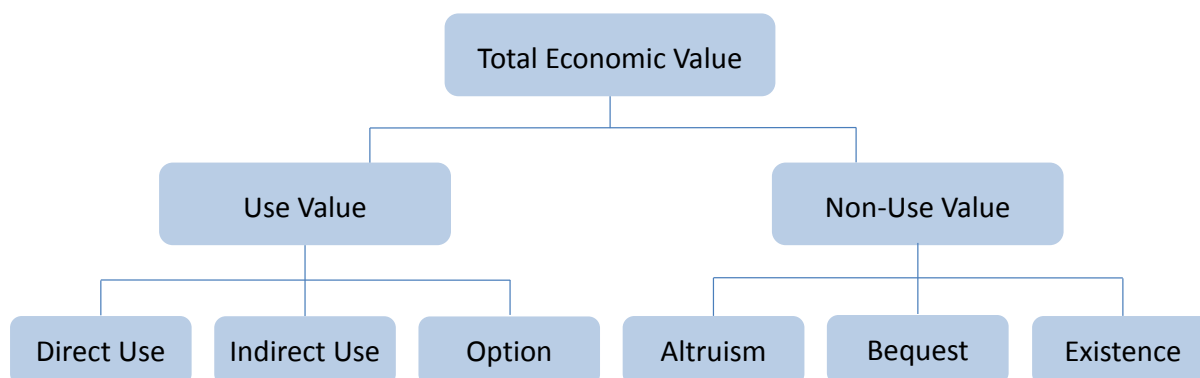 Total Economic Value
Use Value
Non-Use Value
Direct Use
Indirect Use
Option
Altruism
Bequest
Existence